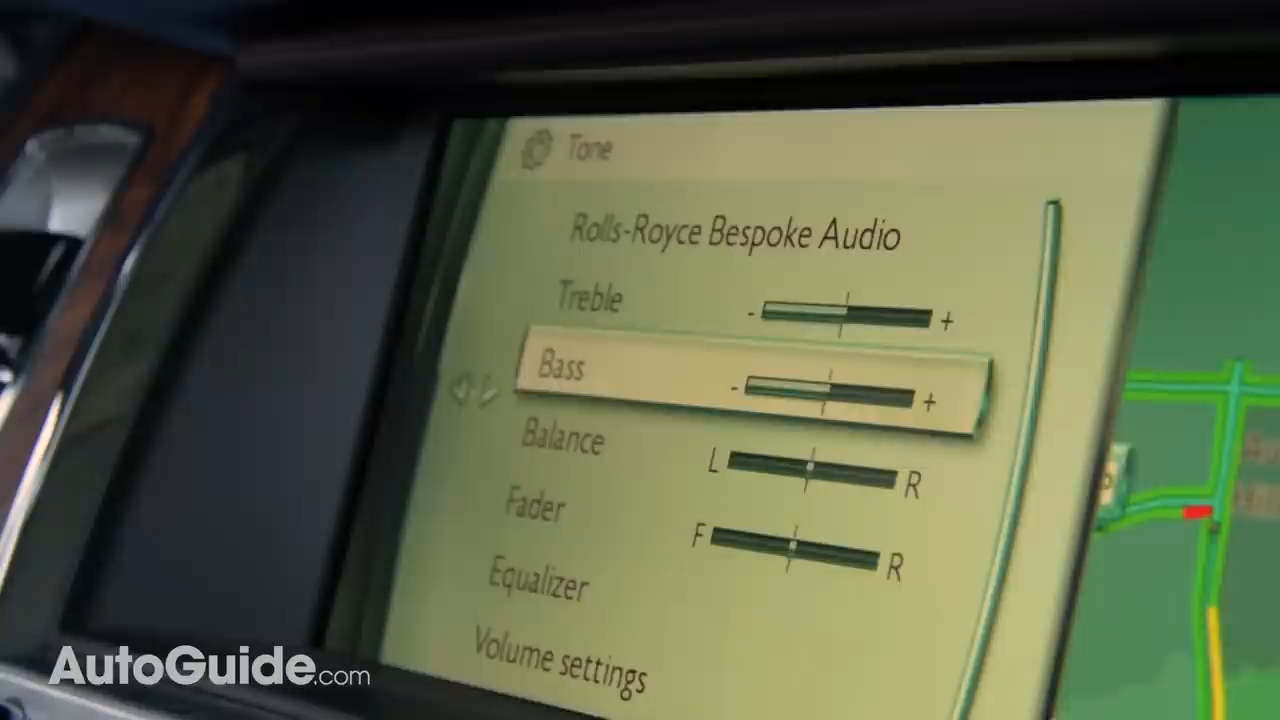 Tone
Rolls-Royce Bespoke Audio
Treble - +
Bass - +
Balance L R
Fader F R
Equalizer
Volume settings
AutoGuide.com